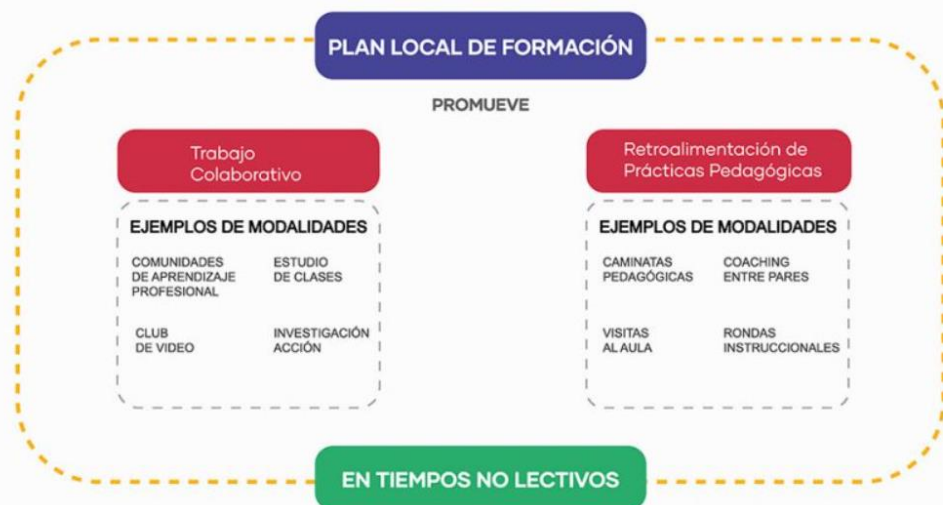 PLAN LOCAL DE FORMACIÓN
PROMUEVE
Trabajo
Colaborativo
EJEMPLOS DE MODALIDADES
COMUNIDADES
DE APRENDIZAJE
PROFESIONAL
ESTUDIO
DE CLASES
CLUB
DE VIDEO
INVESTIGACIÓN
ACCIÓN
Retroalimentación de
Prácticas Pedagógicas
EJEMPLOS DE MODALIDADES
CAMINATAS
PEDAGÓGICAS
COACHING
ENTRE PARES
VISITAS
AL AULA
RONDAS
INSTRUCCIONALES
EN TIEMPOS NO LECTIVOS